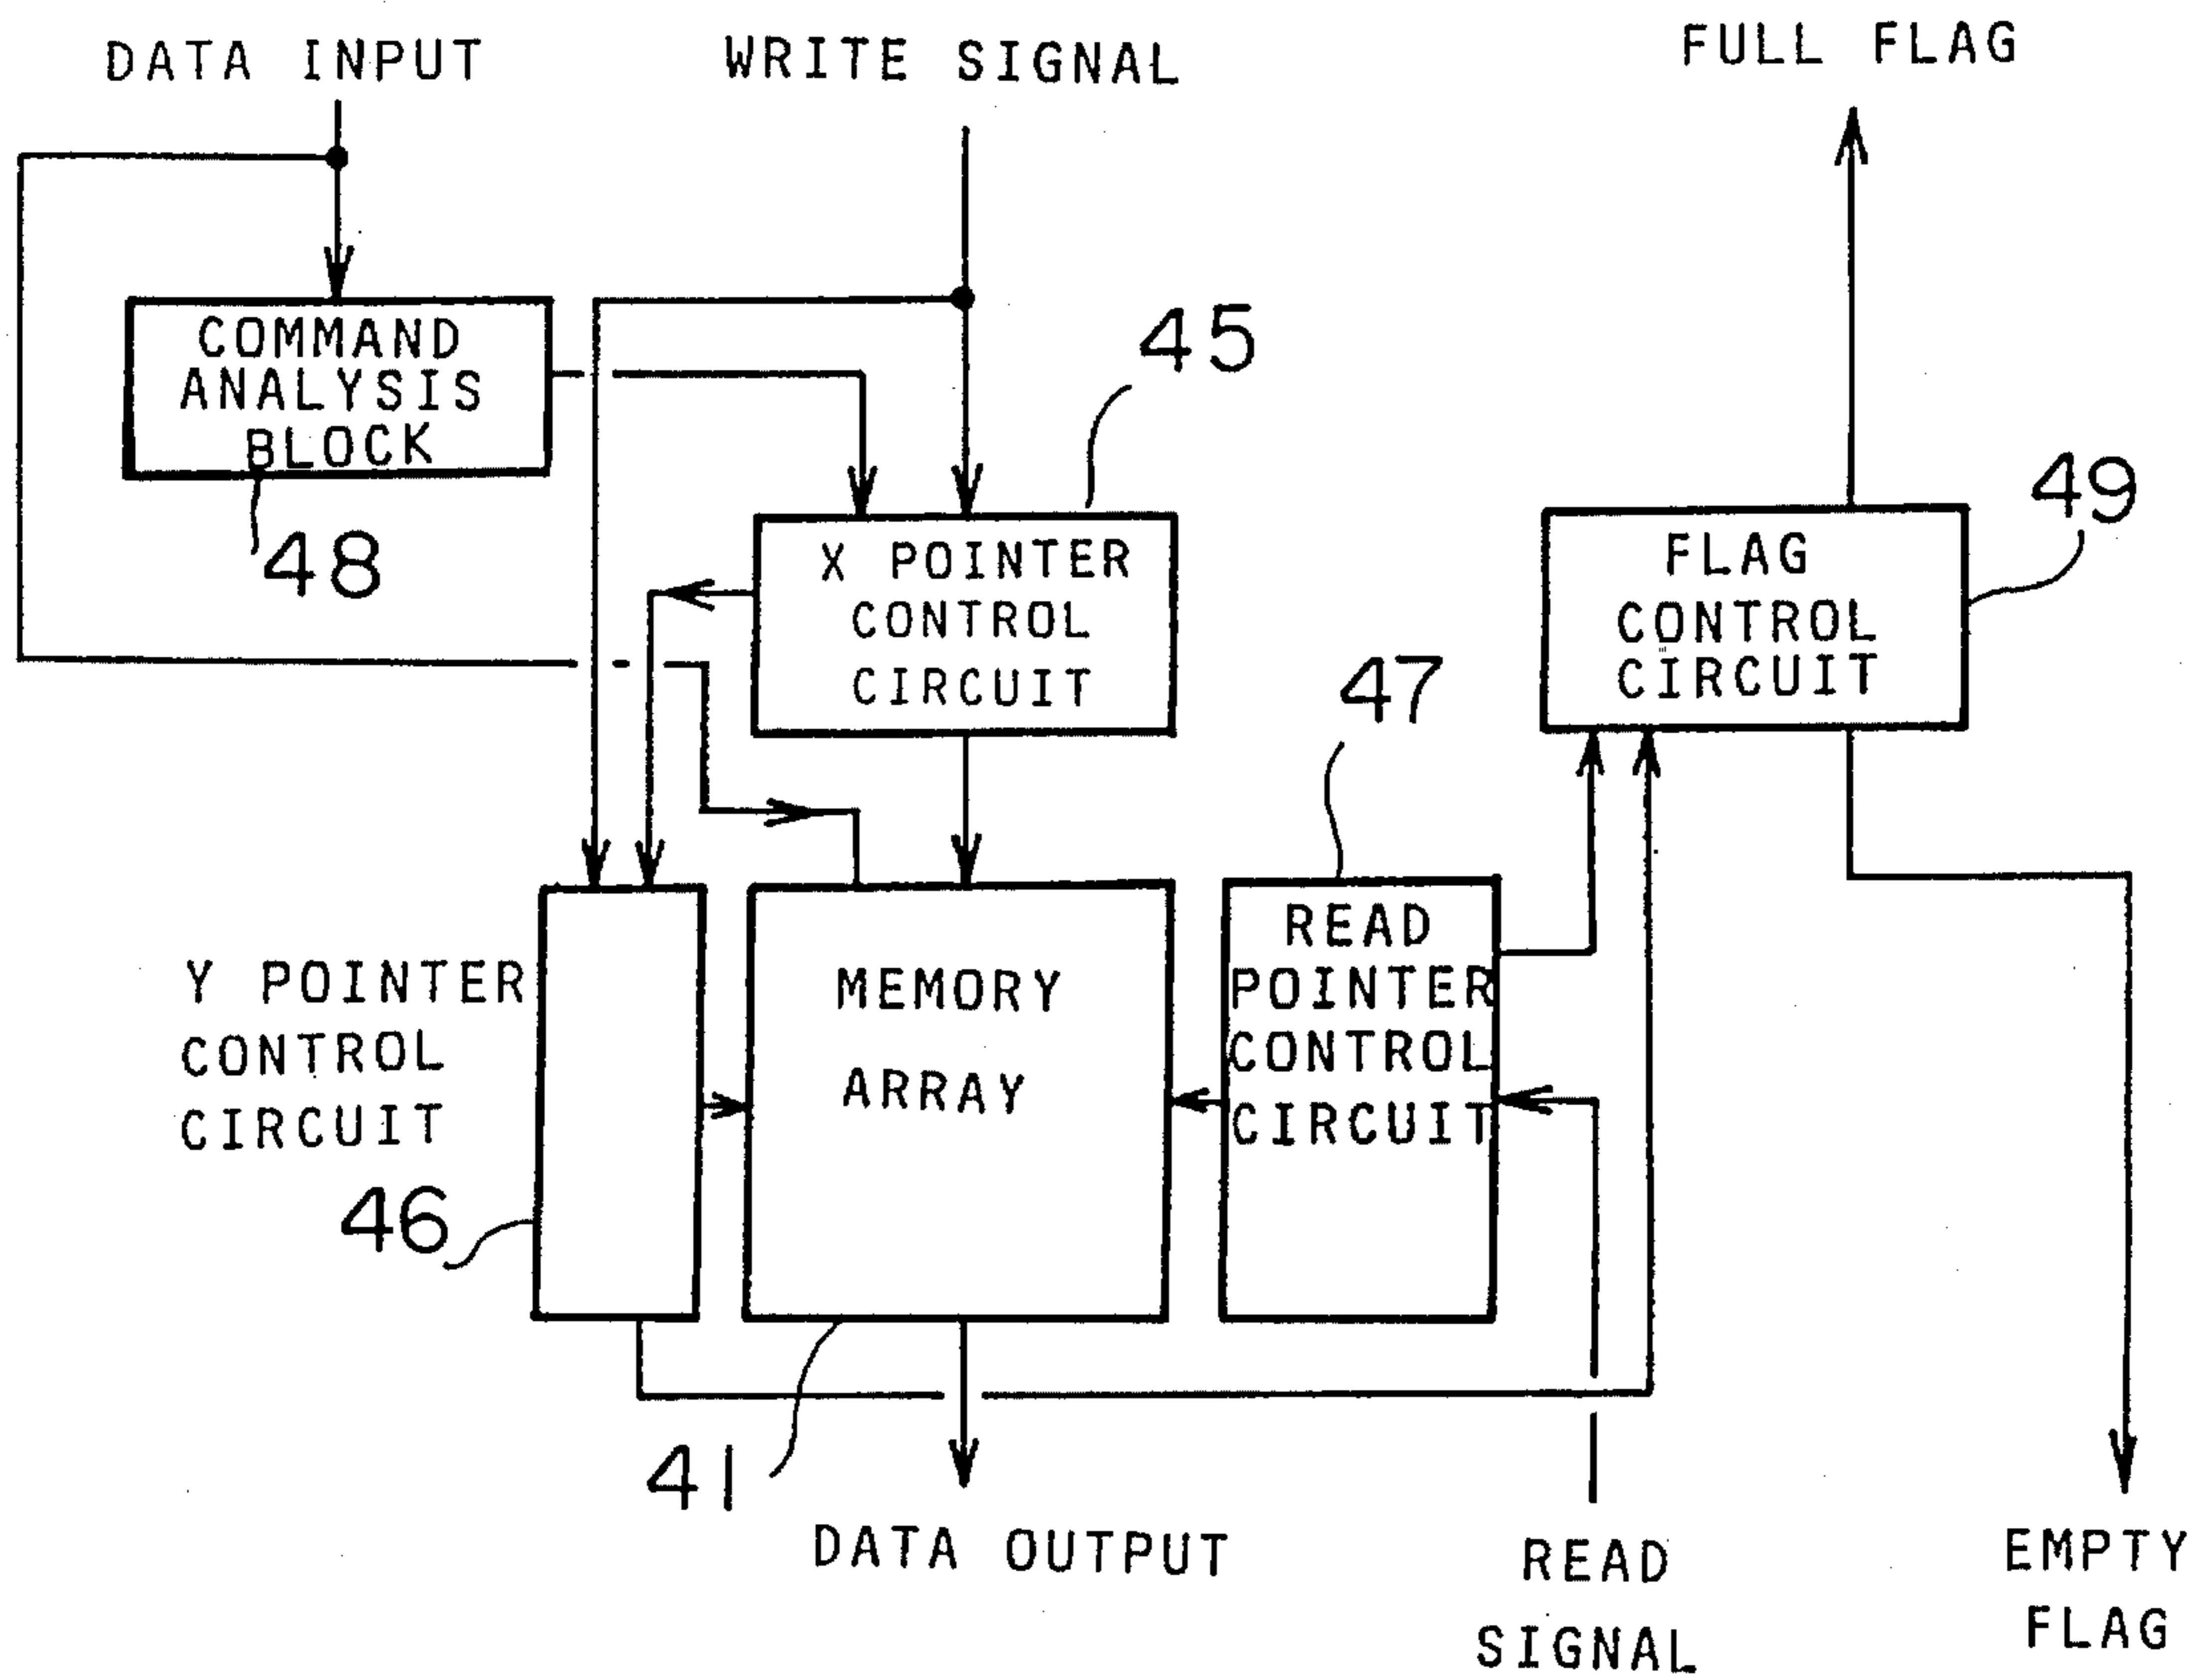 DATA INPUT
WRITE SIGNAL
FULL FLAG
COMMAND
ANALYSIS
BLOCK
48
45
X POINTER
CONTROL
CIRCUIT
49
FLAG
CONTROL
CIRCUIT
47
Y POINTER
CONTROL
CIRCUIT
46
MEMORY
ARRAY
41
READ
POINTER
CONTROL
CIRCUIT
DATA OUTPUT
READ
SIGNAL
EMPTY
FLAG